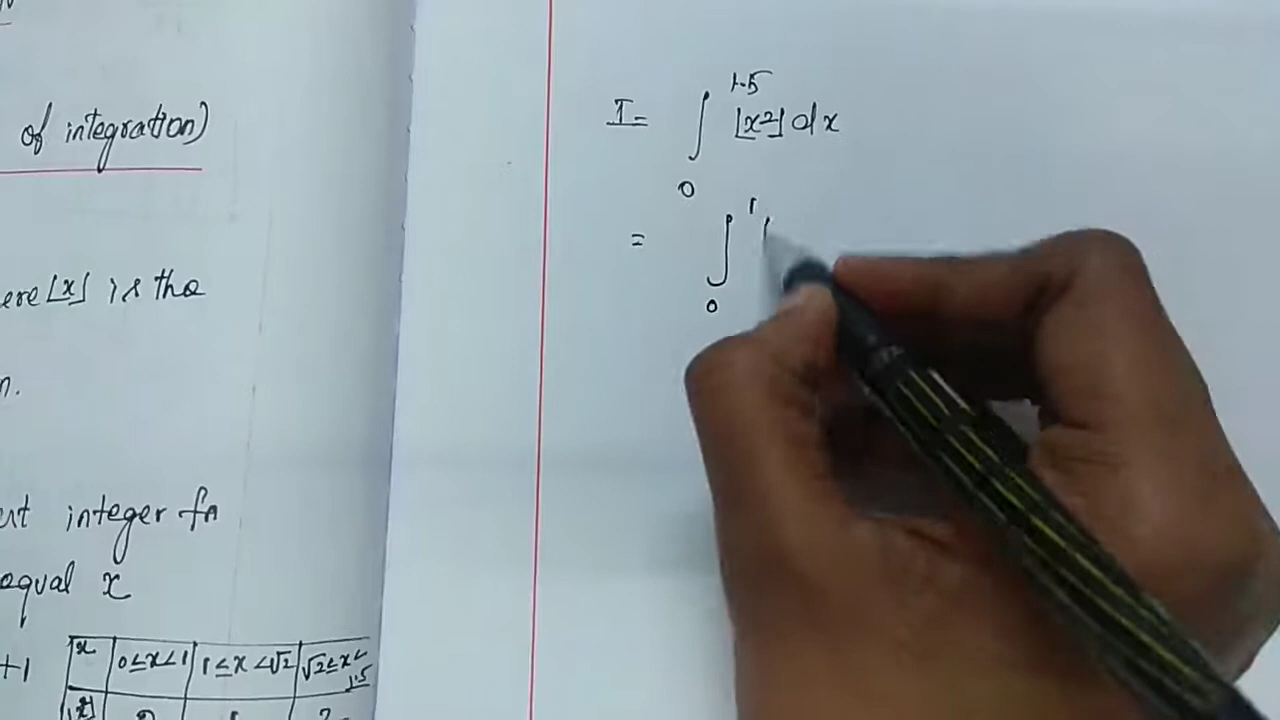 of integration)
ere ⌊x⌋ is the
n.
st integer fn
equal x
+1
x | 0≤x<1 | 1≤x<√2 | √2≤x<1.5
I = ∫₀^1.5 ⌊x²⌋ dx
= ∫₀^1